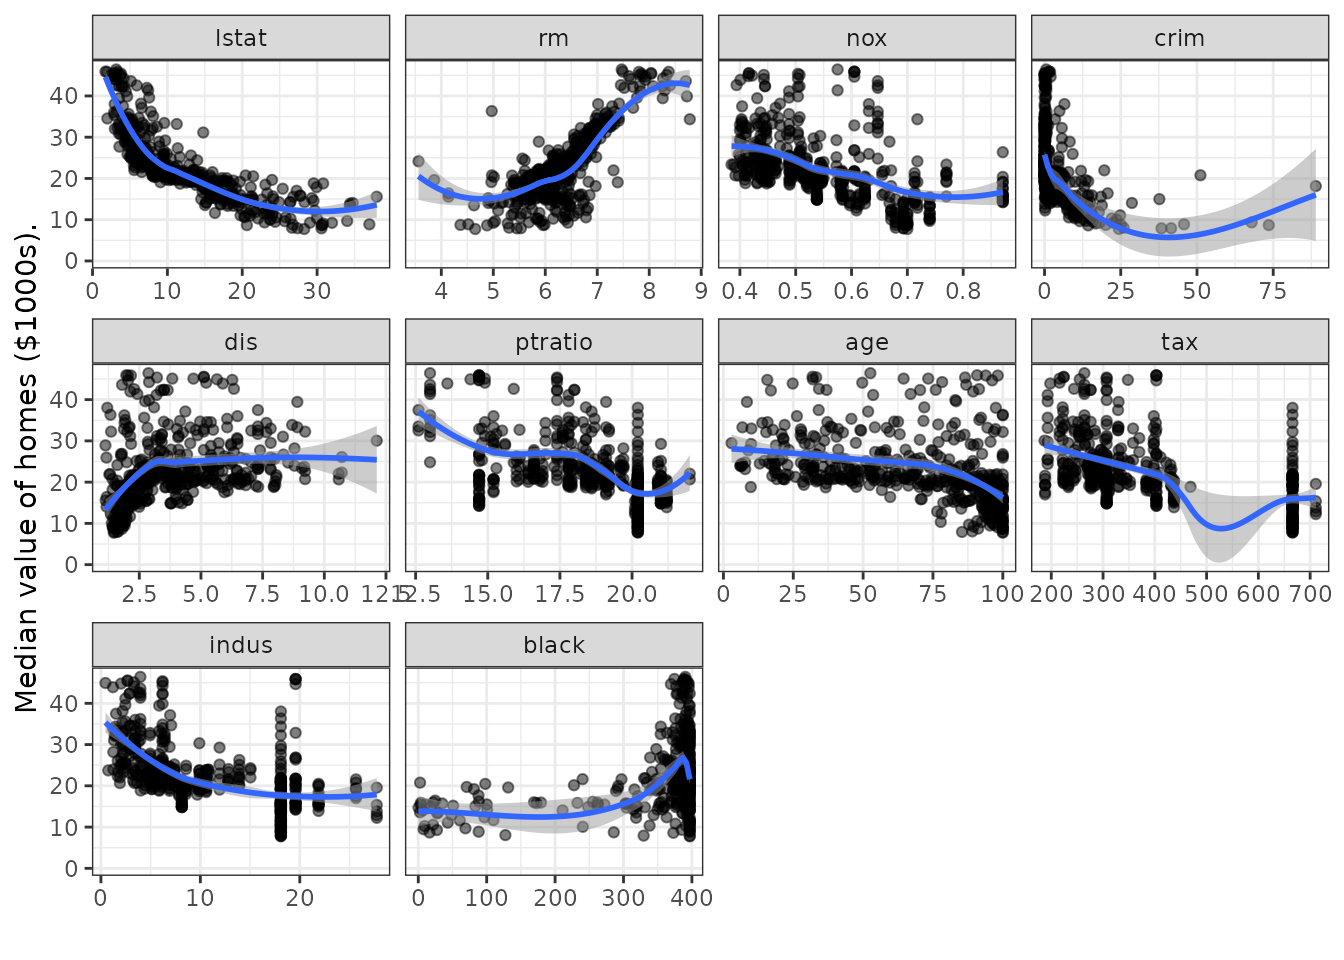 lstat rm nox crim
40
30
20
10
0
0 10 20 30 4 5 6 7 8 9 0.4 0.5 0.6 0.7 0.8 0 25 50 75
dis ptratio age tax
40
30
20
10
0
2.5 5.0 7.5 10.0 12.5 12.5 15.0 17.5 20.0 0 25 50 75 100 200 300 400 500 600 700
indus black
40
30
20
10
0
0 10 20 0 100 200 300 400
Median value of homes ($1000s).